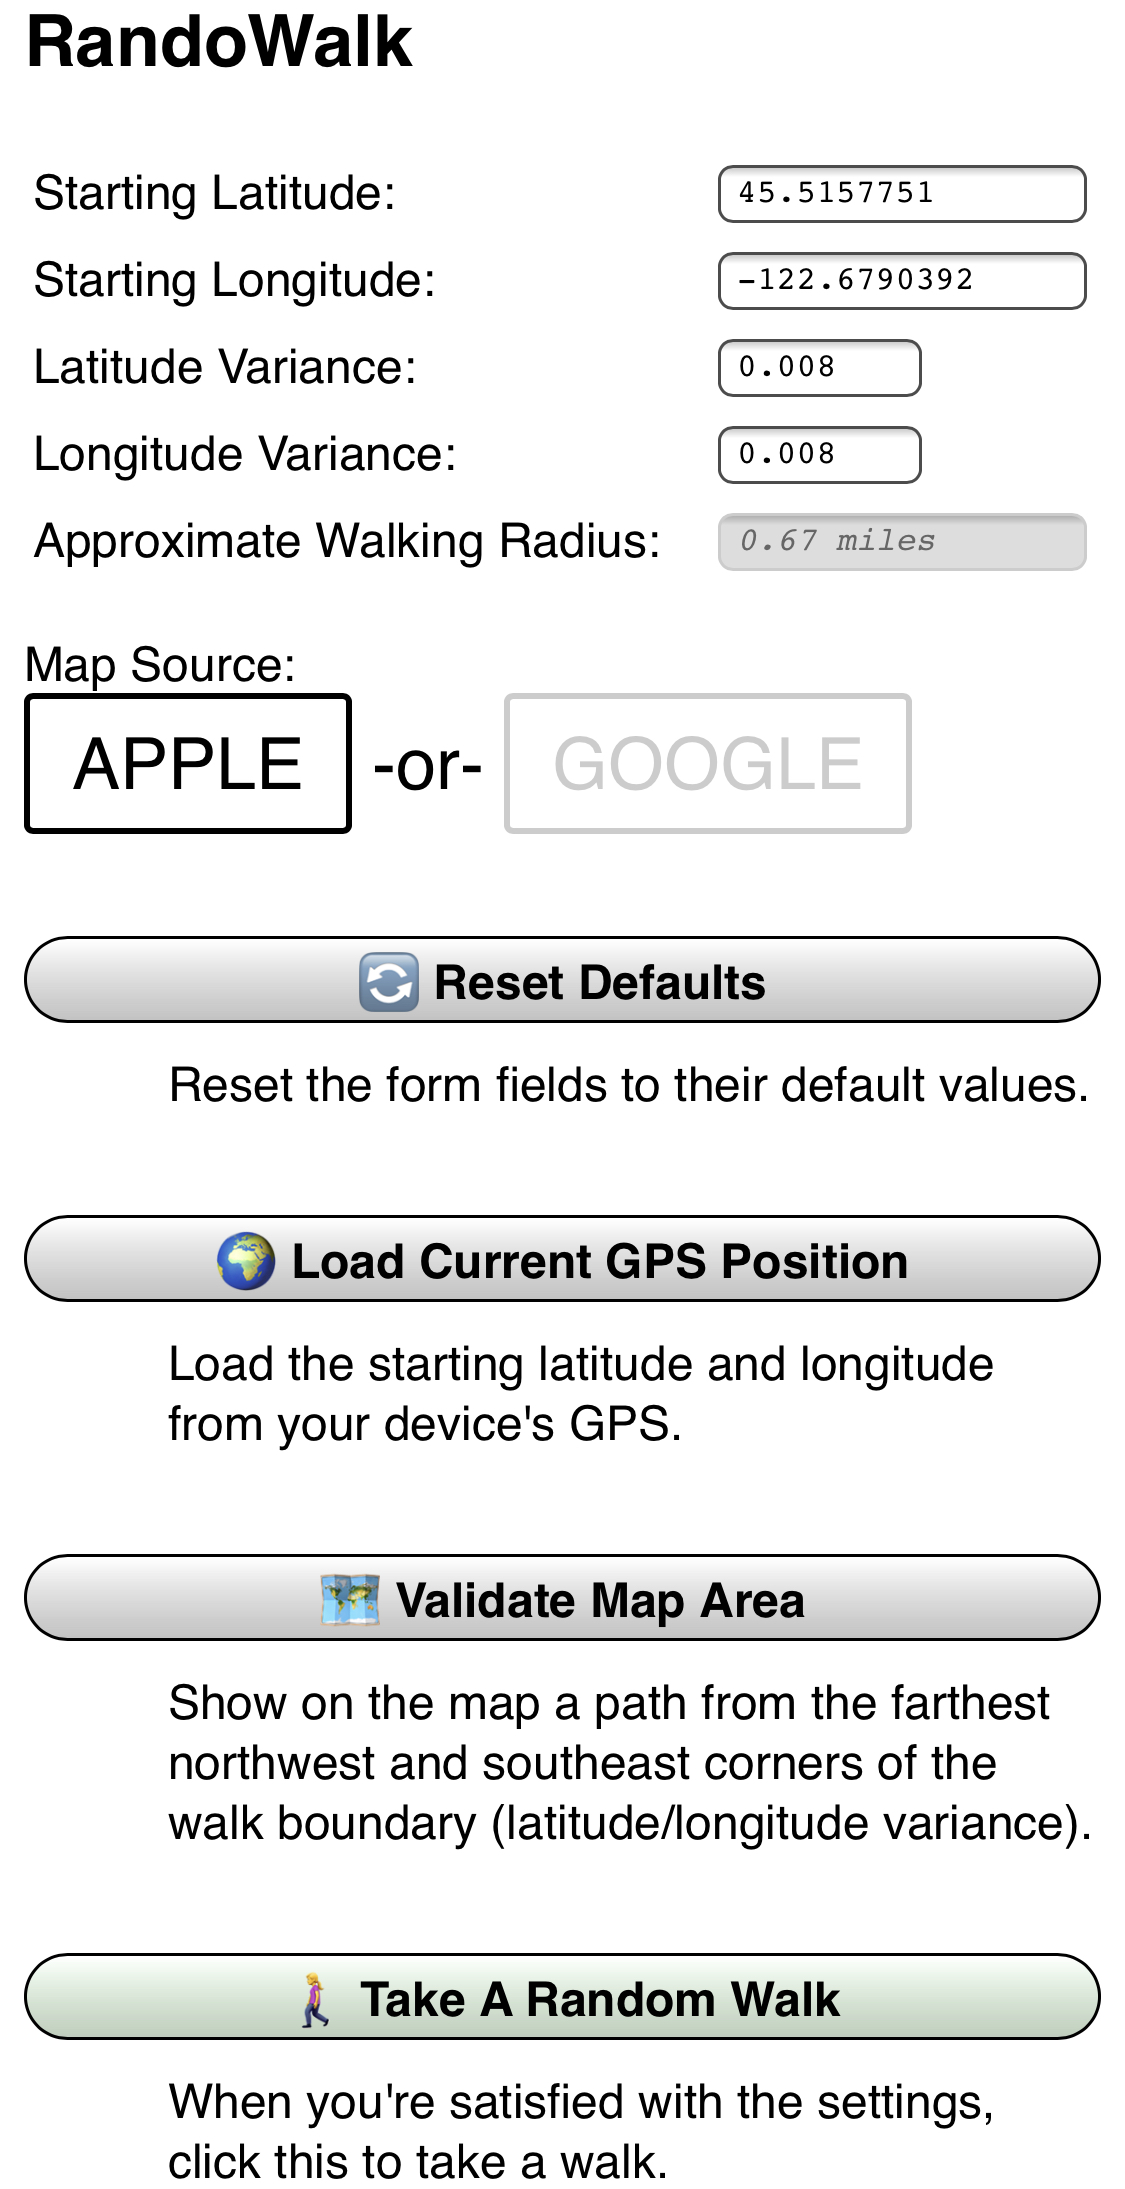 RandoWalk
Starting Latitude: 45.5157751
Starting Longitude: -122.6790392
Latitude Variance: 0.008
Longitude Variance: 0.008
Approximate Walking Radius: 0.67 miles
Map Source:
APPLE -or- GOOGLE
Reset Defaults
Reset the form fields to their default values.
Load Current GPS Position
Load the starting latitude and longitude
from your device's GPS.
Validate Map Area
Show on the map a path from the farthest
northwest and southeast corners of the
walk boundary (latitude/longitude variance).
Take A Random Walk
When you're satisfied with the settings,
click this to take a walk.